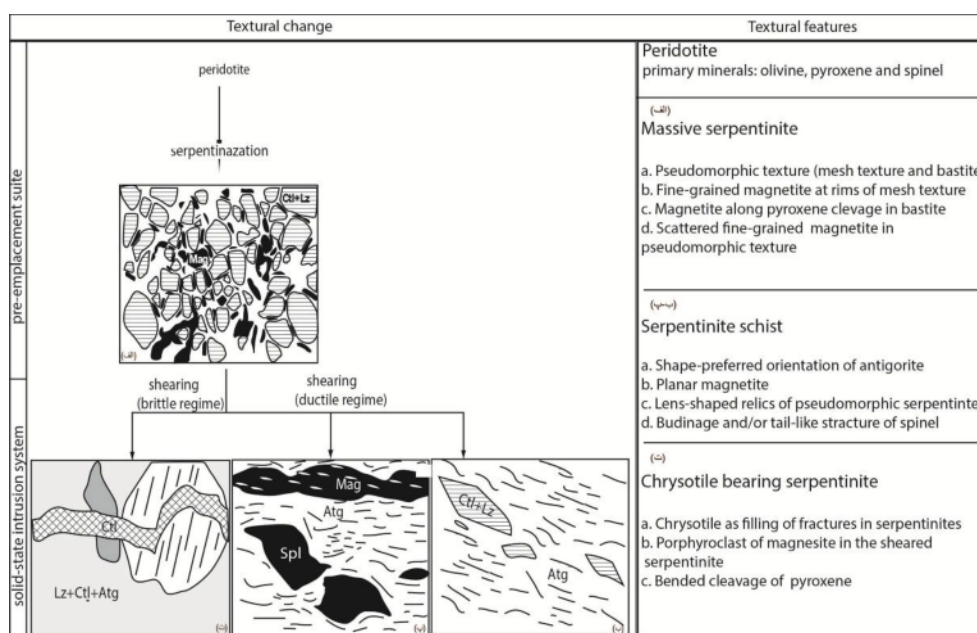 Textural change
Textural features
pre-emplacement suite
peridotite
serpentinazation
Ctl+Lz
Mag
(الف)
Peridotite
primary minerals: olivine, pyroxene and spinel
(الف)
Massive serpentinite
a. Pseudomorphic texture (mesh texture and bastite
b. Fine-grained magnetite at rims of mesh texture
c. Magnetite along pyroxene clevage in bastite
d. Scattered fine-grained magnetite in
pseudomorphic texture
Serpentinite schist
a. Shape-preferred orientation of antigorite
b. Planar magnetite
c. Lens-shaped relics of pseudomorphic serpentinte
d. Budinage and/or tail-like stracture of spinel
solid-state intrusion system
shearing
(brittle regime)
shearing
(ductile regime)
Ctl
Lz+Ctl+Atg
(ت)
Mag
Atg
Spl
Ctl+Lz
Atg
(ت)
Chrysotile bearing serpentinite
a. Chrysotile as filling of fractures in serpentinites
b. Porphyroclast of magnesite in the sheared
serpentinite
c. Bended cleavage of pyroxene